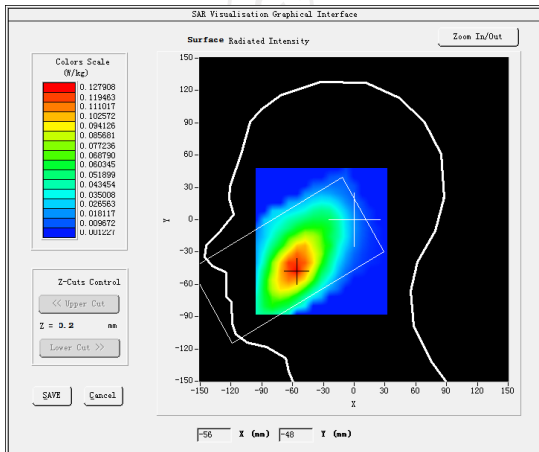 SAR Visualisation Graphical Interface
Surface Radiated Intensity
Zoom In/Out
Colors Scale
(W/kg)
0.127908
0.119463
0.111017
0.102572
0.094126
0.085681
0.077236
0.068790
0.060345
0.051899
0.043454
0.035008
0.026563
0.018117
0.009672
0.001227
Z-Cuts Control
<< Upper Cut
Z = 0.2 mm
Lower Cut >>
SAVE Cancel
150
120
90
60
30
0
-30
-60
-90
-120
-150
Y
-150 -120 -90 -60 -30 0 30 60 90 120 150
X
-56 X (mm) -48 Y (mm)